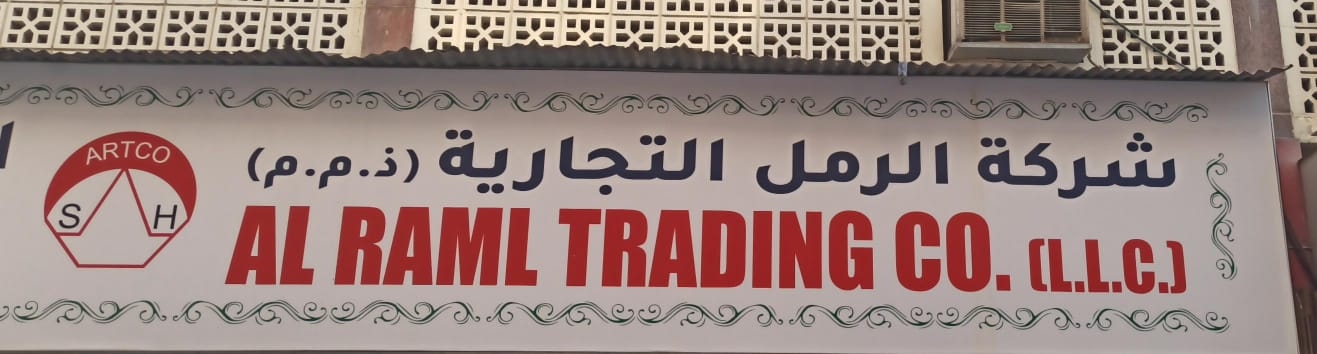 شركة الرمل التجارية (ذ.م.م)
AL RAML TRADING CO. (L.L.C.)
ARTCO
S H